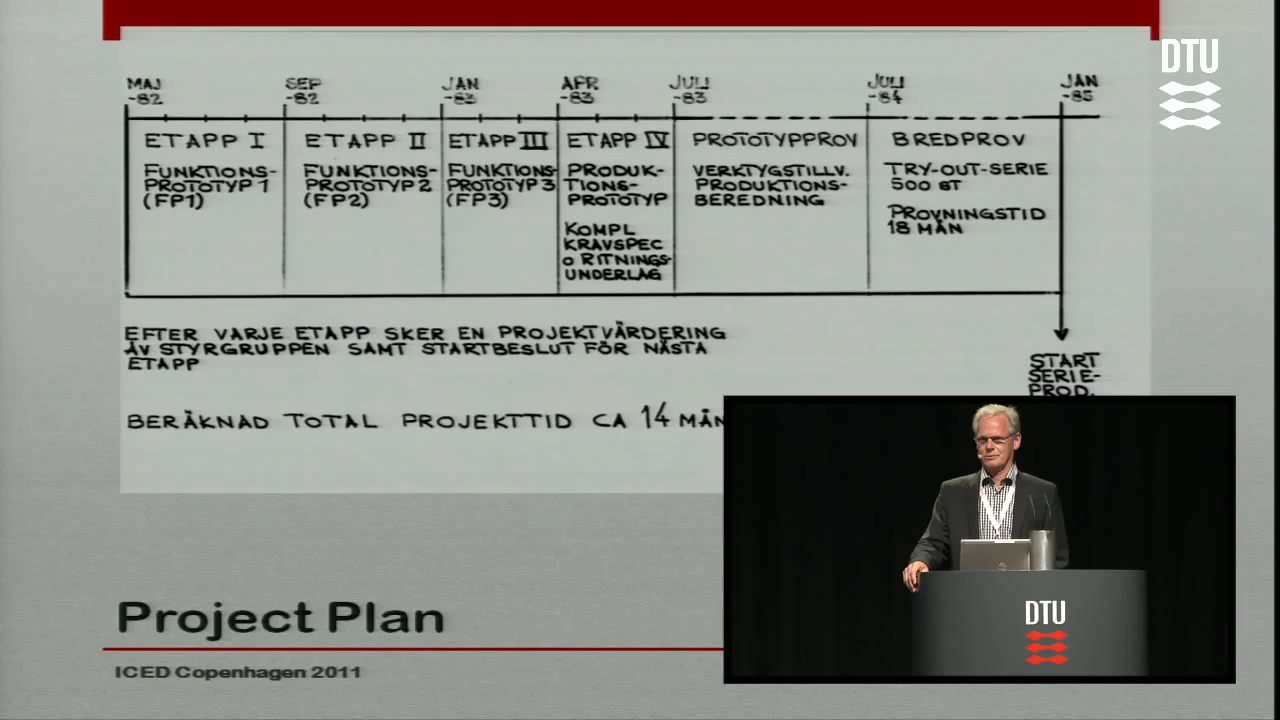 DTU
MAJ SEP JAN APR JULI JULI JAN
-82 -82 -83 -83 -83 -84 -85
ETAPP I
FUNKTIONS-
PROTOTYP 1
(FP1)
ETAPP II
FUNKTIONS-
PROTOTYP 2
(FP2)
ETAPP III
FUNKTIONS-
PROTOTYP 3
(FP3)
ETAPP IV
PRODUK-
TIONS-
PROTOTYP
KOMPL
KRAVSPEC
O RITNINGS-
UNDERLAG
PROTOTYPPROV
VERKTYGSTILLV.
PRODUKTIONS-
BEREDNING
BREDPROV
TRY-OUT-SERIE
500 ST
PROVNINGSTID
18 MÅN
START
SERIE-
PROD.
EFTER VARJE ETAPP SKER EN PROJEKTVÄRDERING
AV STYRGRUPPEN SAMT STARTBESLUT FÖR NÄSTA
ETAPP
BERÄKNAD TOTAL PROJEKTTID CA 14 MÅN
Project Plan
ICED Copenhagen 2011
DTU